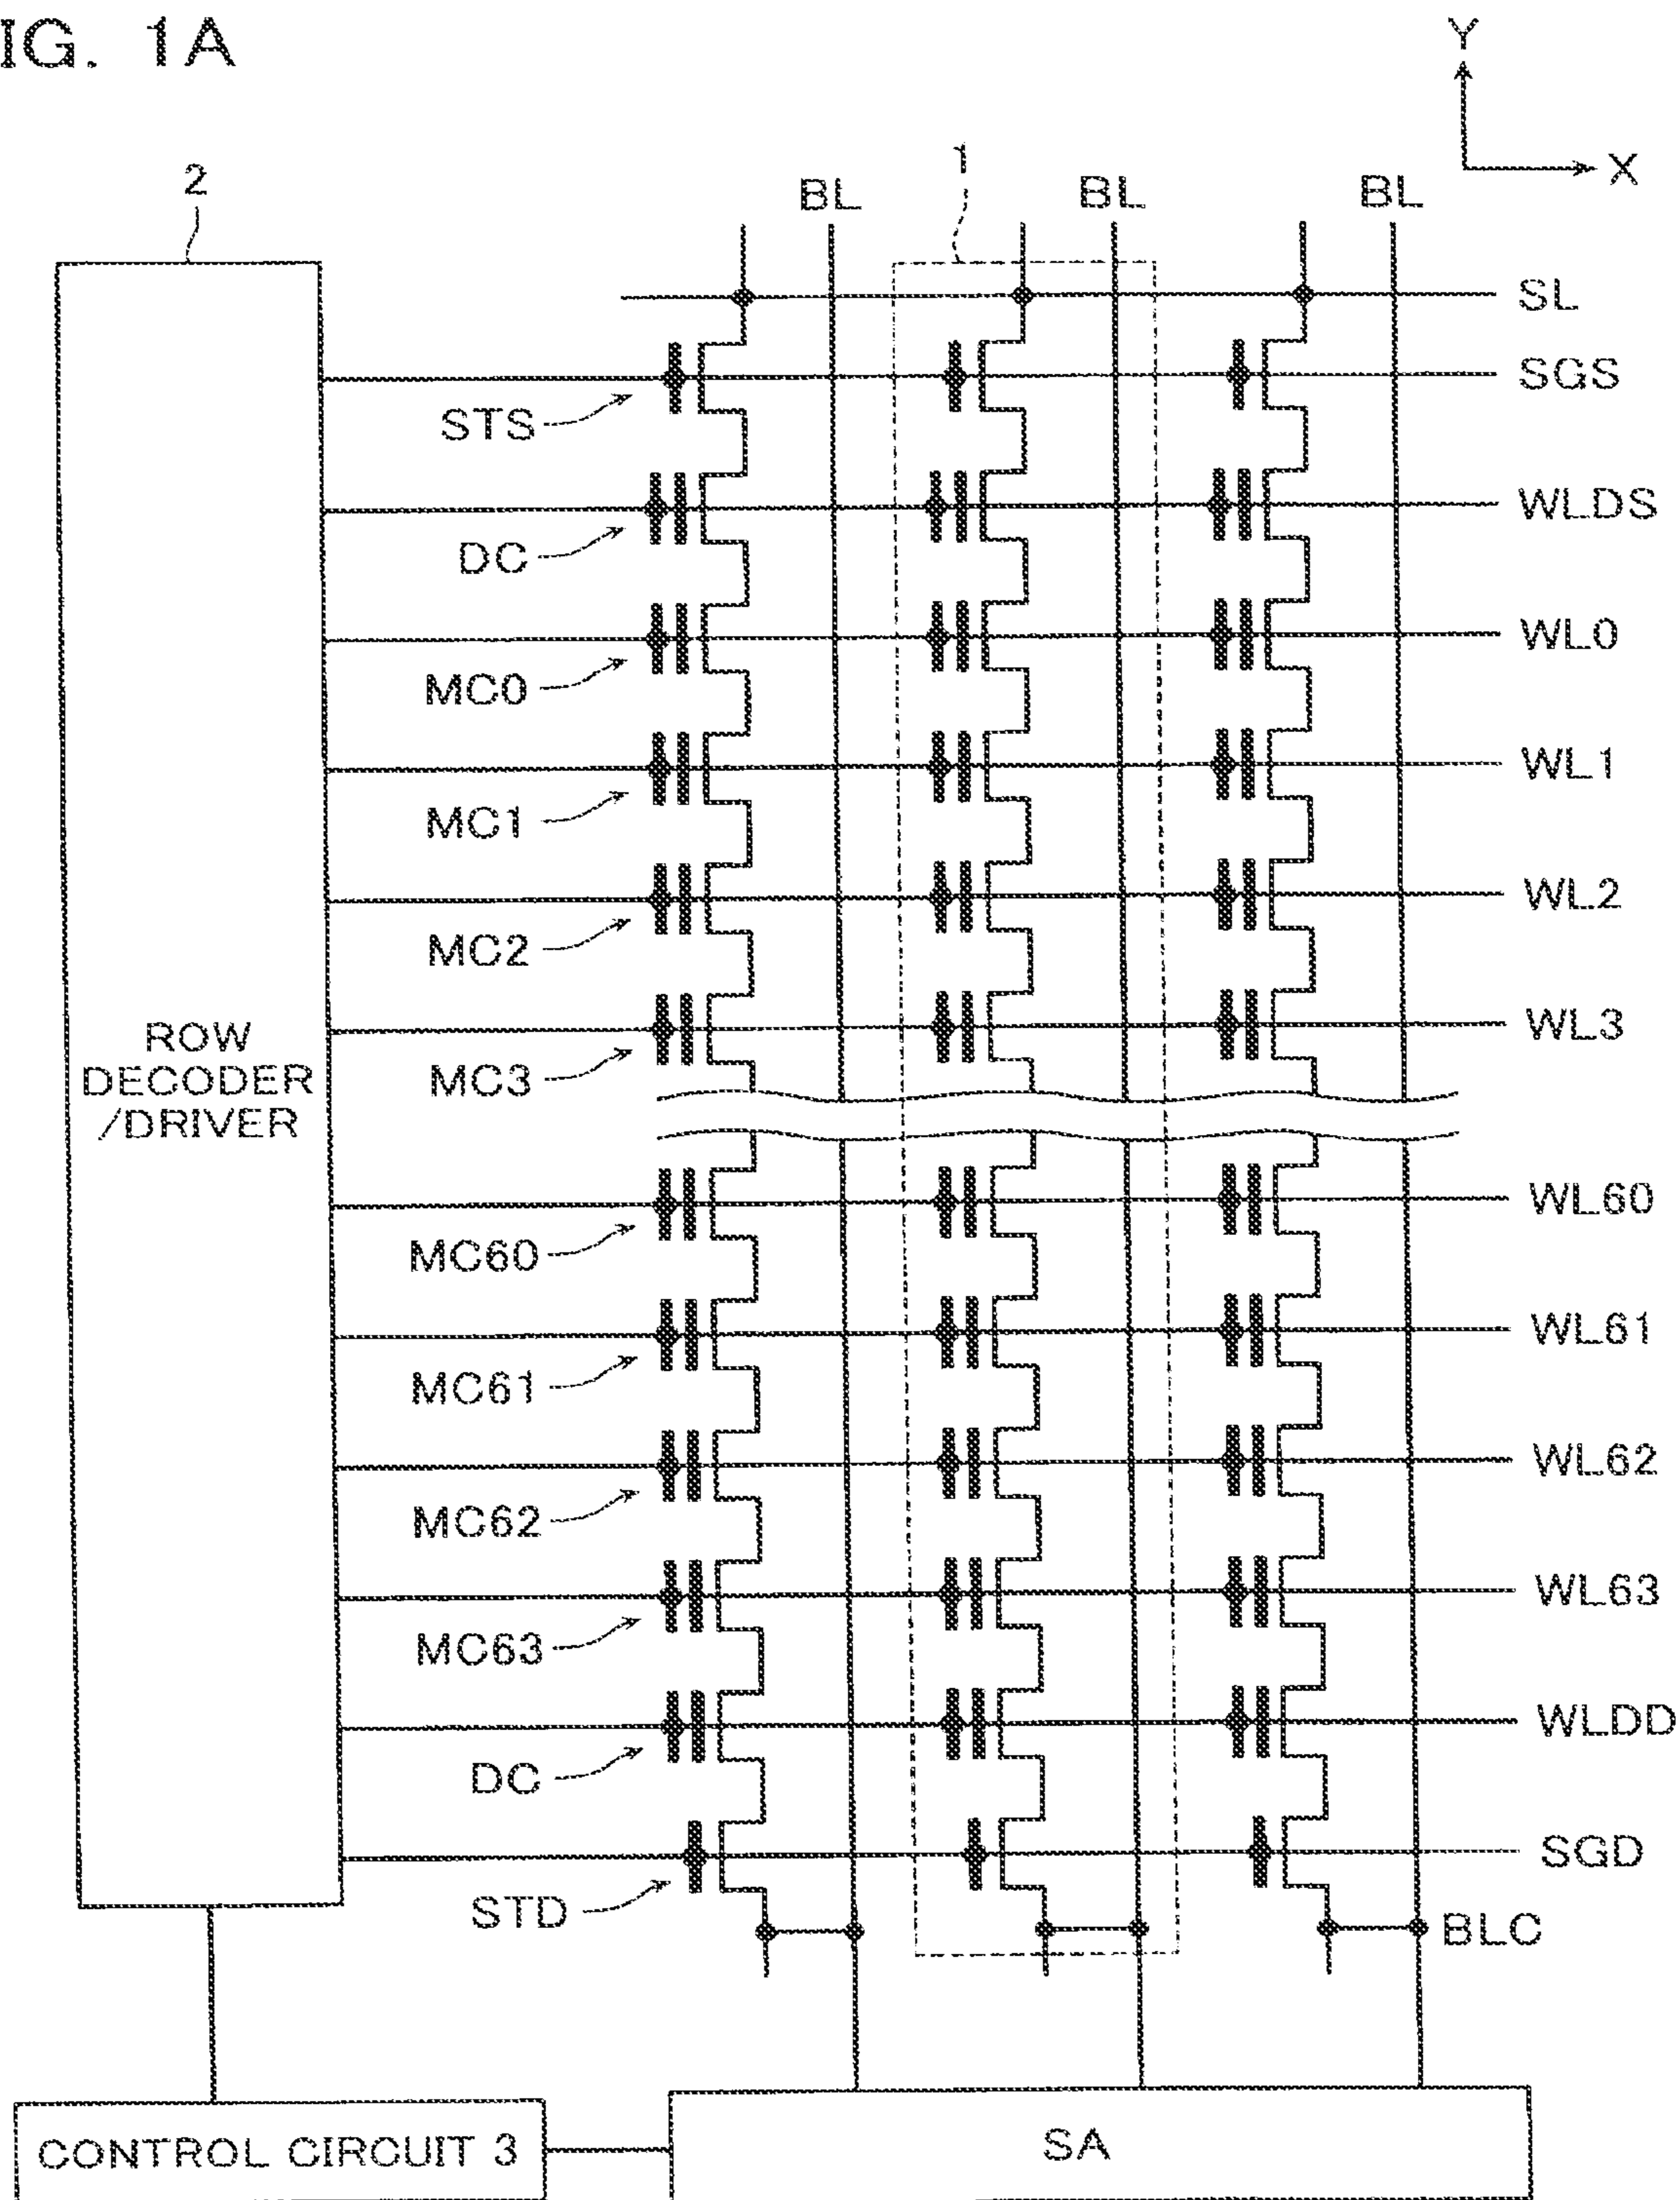 IG. 1A
Y
X
2
1
BL
BL
BL
SL
SGS
STS
WLDS
DC
WL0
MC0
WL1
MC1
WL2
MC2
WL3
MC3
ROW
DECODER
/DRIVER
WL60
MC60
WL61
MC61
WL62
MC62
WL63
MC63
WLDD
DC
SGD
STD
BLC
CONTROL CIRCUIT 3
SA